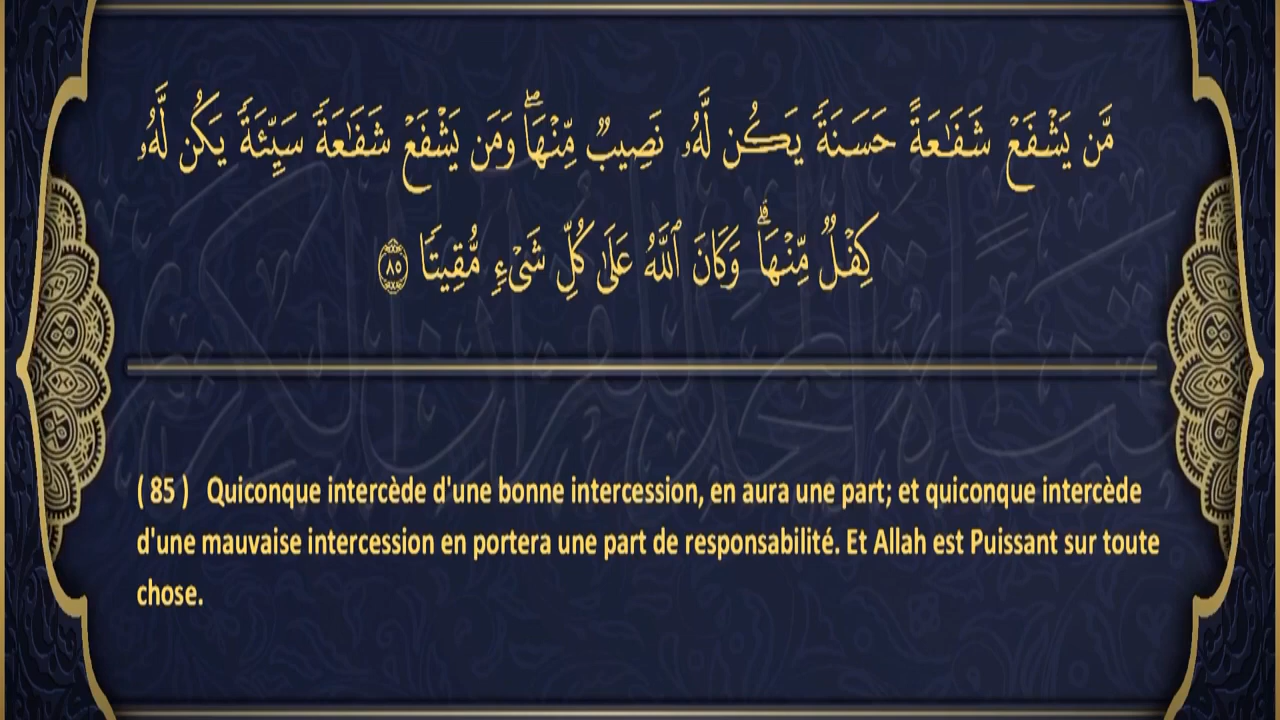 مَّن يَشْفَعْ شَفَـٰعَةً حَسَنَةً يَكُن لَّهُۥ نَصِيبٌ مِّنْهَا ۖ وَمَن يَشْفَعْ شَفَـٰعَةً سَيِّئَةً يَكُن لَّهُۥ
كِفْلٌ مِّنْهَا ۗ وَكَانَ ٱللَّهُ عَلَىٰ كُلِّ شَىْءٍ مُّقِيتًا ٨٥
( 85 ) Quiconque intercède d'une bonne intercession, en aura une part; et quiconque intercède
d'une mauvaise intercession en portera une part de responsabilité. Et Allah est Puissant sur toute
chose.